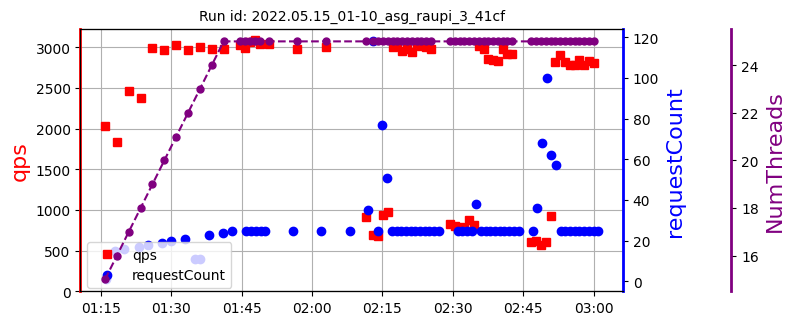 Run id: 2022.05.15_01-10_asg_raupi_3_41cf
qps
3000
2500
2000
1500
1000
500
0
01:15 01:30 01:45 02:00 02:15 02:30 02:45 03:00
qps
requestCount
120
100
80
60
40
20
0
requestCount
24
22
20
18
16
NumThreads